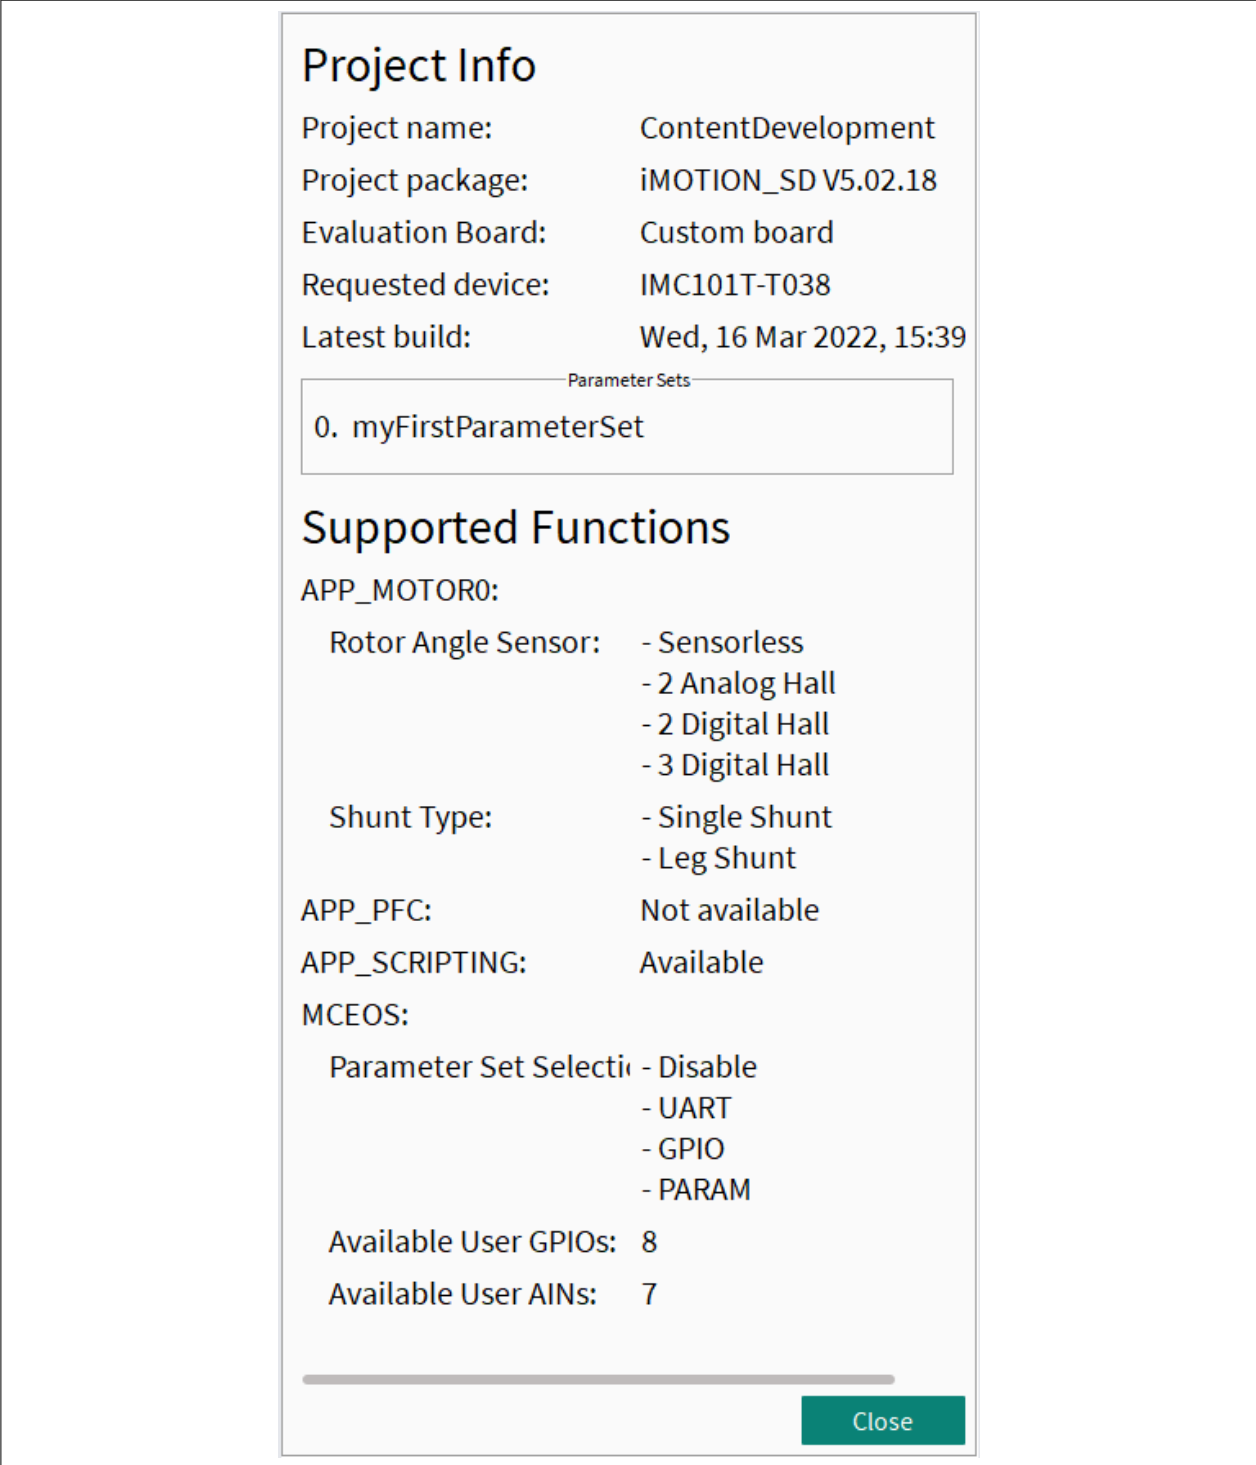 Project Info
Project name: ContentDevelopment
Project package: iMOTION_SD V5.02.18
Evaluation Board: Custom board
Requested device: IMC101T-T038
Latest build: Wed, 16 Mar 2022, 15:39
Parameter Sets
0. myFirstParameterSet
Supported Functions
APP_MOTOR0:
Rotor Angle Sensor: - Sensorless
- 2 Analog Hall
- 2 Digital Hall
- 3 Digital Hall
Shunt Type: - Single Shunt
- Leg Shunt
APP_PFC: Not available
APP_SCRIPTING: Available
MCEOS:
Parameter Set Selecti - Disable
- UART
- GPIO
- PARAM
Available User GPIOs: 8
Available User AINs: 7
Close